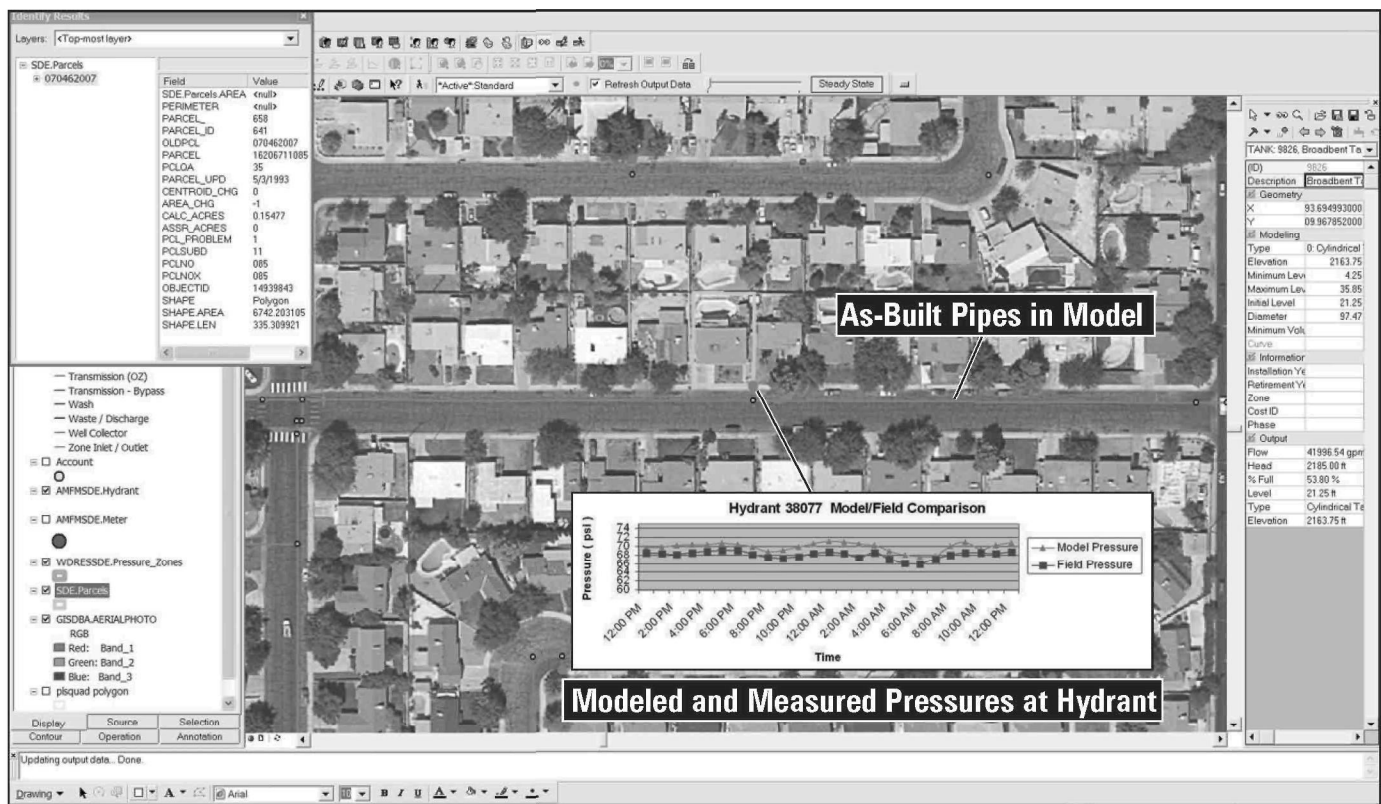 Identify Results
Layers: <Top-most layer>
SDE.Parcels
070462007
Field Value
SDE.Parcels.AREA <null>
PERIMETER <null>
PARCEL_ 658
PARCEL_ID 641
OLDPCL 070462007
PARCEL 16206711085
PCLQA 35
PARCEL_UPD 5/3/1993
CENTROID_CHG 0
AREA_CHG -1
CALC_ACRES 0.15477
ASSR_ACRES 0
PCL_PROBLEM 1
PCLSUBD 11
PCLNO 085
PCLNOX 085
OBJECTID 14939843
SHAPE Polygon
SHAPE.AREA 6742.203105
SHAPE.LEN 335.309921
*Active*:Standard
Refresh Output Data
Steady State
Transmission (OZ)
Transmission - Bypass
Wash
Waste / Discharge
Well Collector
Zone Inlet / Outlet
Account
AMFMSDE.Hydrant
AMFMSDE.Meter
WDRESSDE.Pressure_Zones
SDE.Parcels
GISDBA.AERIALPHOTO
RGB
Red: Band_1
Green: Band_2
Blue: Band_3
plsquad polygon
Display Source Selection
Contour Operation Annotation
As-Built Pipes in Model
Hydrant 38077 Model/Field Comparison
Pressure ( psi )
74
72
70
68
66
64
62
60
12:00 PM
2:00 PM
4:00 PM
6:00 PM
8:00 PM
10:00 PM
12:00 AM
2:00 AM
4:00 AM
6:00 AM
8:00 AM
10:00 AM
12:00 PM
Time
Model Pressure
Field Pressure
Modeled and Measured Pressures at Hydrant
TANK: 9826, Broadbent Ta
(ID) 9826
Description Broadbent Ta
Geometry
X 93.694993000
Y 09.967852000
Modeling
Type 0: Cylindrical
Elevation 2163.75
Minimum Lev 4.25
Maximum Lev 35.85
Initial Level 21.25
Diameter 97.47
Minimum Volu
Curve
Information
Installation Ye
Retirement Ye
Zone
Cost ID
Phase
Output
Flow 41996.54 gpm
Head 2185.00 ft
% Full 53.80 %
Level 21.25 ft
Type Cylindrical Ta
Elevation 2163.75 ft
Updating output data... Done.
Drawing
A
Arial
10
B I U A